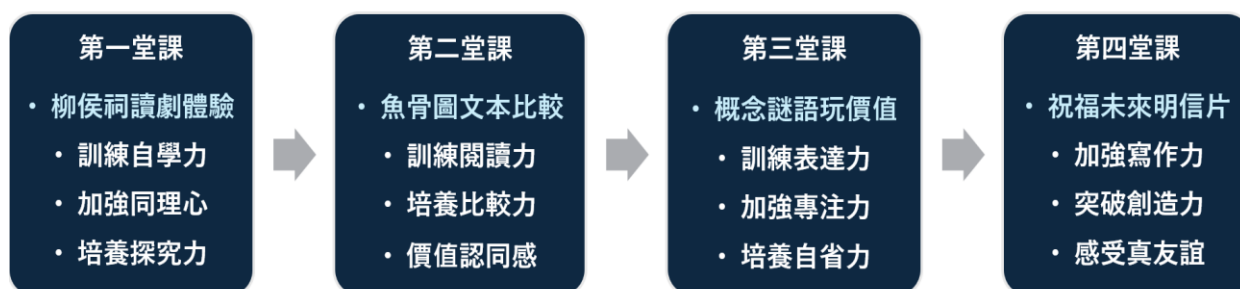 第一堂課
• 柳侯祠讀劇體驗
• 訓練自學力
• 加強同理心
• 培養探究力
第二堂課
• 魚骨圖文本比較
• 訓練閱讀力
• 培養比較力
• 價值認同感
第三堂課
• 概念謎語玩價值
• 訓練表達力
• 加強專注力
• 培養自省力
第四堂課
• 祝福未來明信片
• 加強寫作力
• 突破創造力
• 感受真友誼